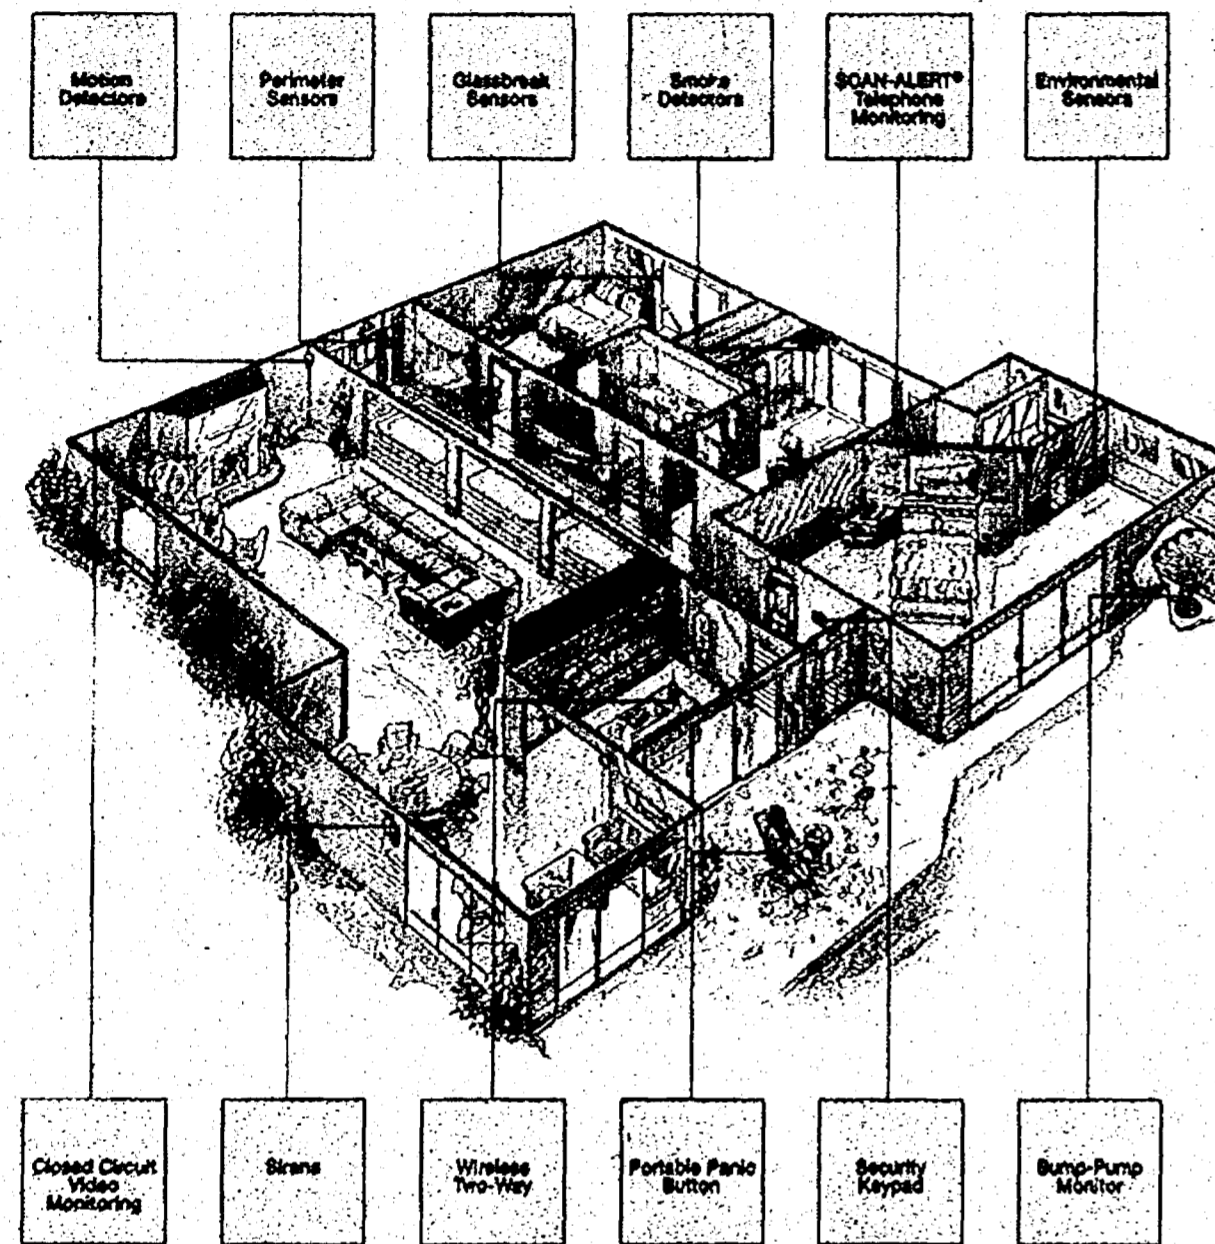 Motion
Detectors
Perimeter
Sensors
Glassbreak
Sensors
Smoke
Detectors
SCAN-ALERT®
Telephone
Monitoring
Environmental
Sensors
Closed Circuit
Video
Monitoring
Sirens
Wireless
Two-Way
Portable Panic
Button
Security
Keypad
Sump-Pump
Monitor